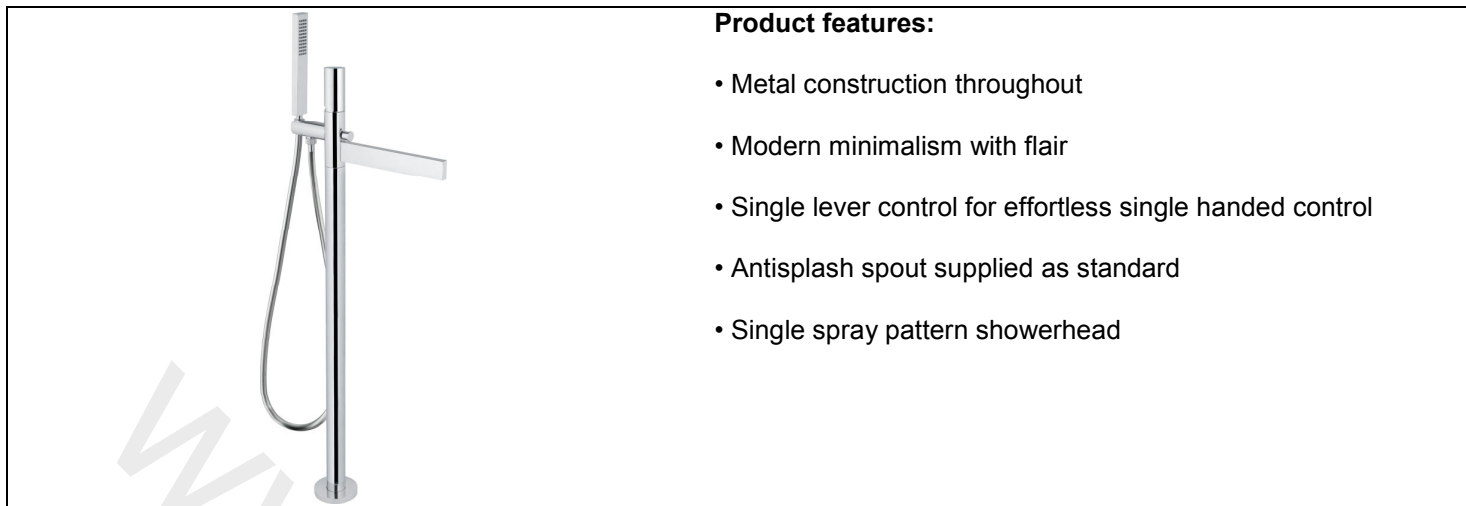 Product features:
• Metal construction throughout
• Modern minimalism with flair
• Single lever control for effortless single handed control
• Antisplash spout supplied as standard
• Single spray pattern showerhead